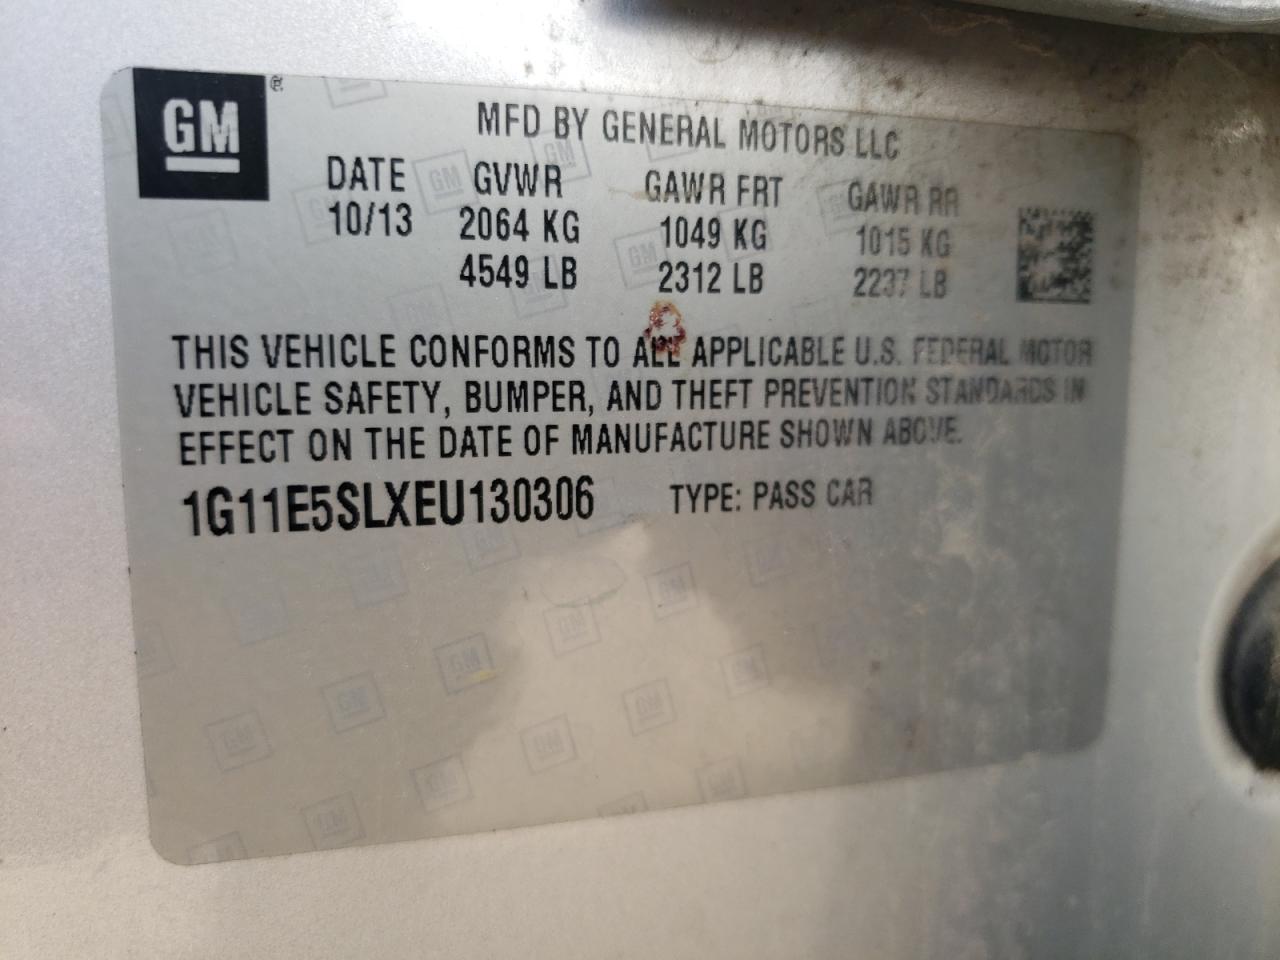 GM
MFD BY GENERAL MOTORS LLC
DATE GVWR GAWR FRT GAWR RR
10/13 2064 KG 1049 KG 1015 KG
4549 LB 2312 LB 2237 LB
THIS VEHICLE CONFORMS TO ALL APPLICABLE U.S. FEDERAL MOTOR
VEHICLE SAFETY, BUMPER, AND THEFT PREVENTION STANDARDS IN
EFFECT ON THE DATE OF MANUFACTURE SHOWN ABOVE.
1G11E5SLXEU130306 TYPE: PASS CAR